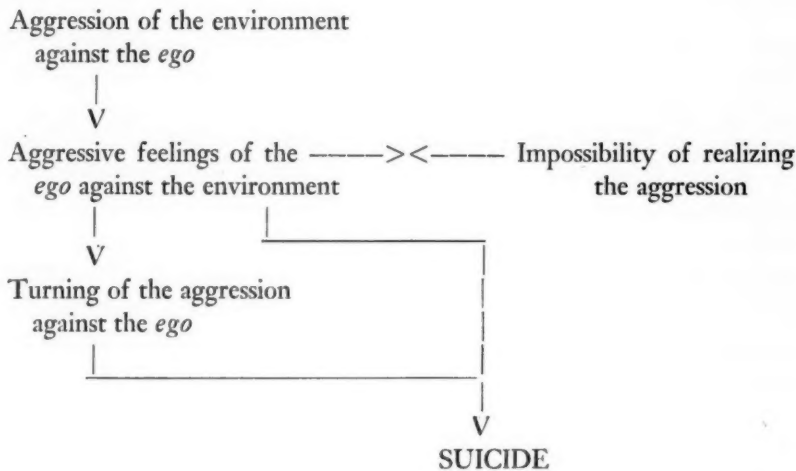 Aggression of the environment
against the ego
V
Aggressive feelings of the -----><----- Impossibility of realizing
ego against the environment the aggression
V
Turning of the aggression
against the ego
V
SUICIDE